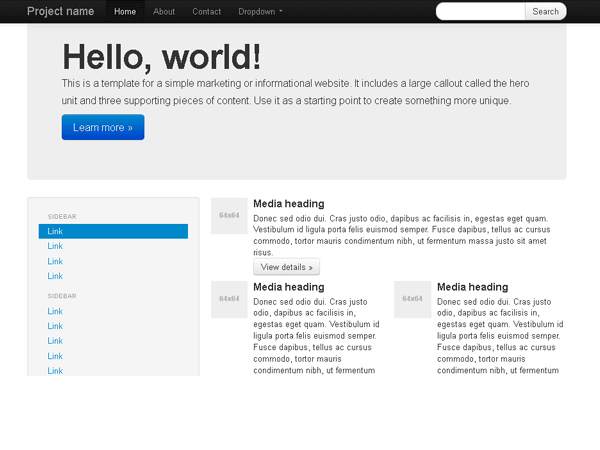 Project name Home About Contact Dropdown Search
Hello, world!
This is a template for a simple marketing or informational website. It includes a large callout called the hero
unit and three supporting pieces of content. Use it as a starting point to create something more unique.
Learn more »
SIDEBAR
Link
Link
Link
Link
SIDEBAR
Link
Link
Link
Link
Link
64x64
Media heading
Donec sed odio dui. Cras justo odio, dapibus ac facilisis in, egestas eget quam.
Vestibulum id ligula porta felis euismod semper. Fusce dapibus, tellus ac cursus
commodo, tortor mauris condimentum nibh, ut fermentum massa justo sit amet
risus.
View details »
64x64
Media heading
Donec sed odio dui. Cras justo
odio, dapibus ac facilisis in,
egestas eget quam. Vestibulum id
ligula porta felis euismod semper.
Fusce dapibus, tellus ac cursus
commodo, tortor mauris
condimentum nibh, ut fermentum
64x64
Media heading
Donec sed odio dui. Cras justo
odio, dapibus ac facilisis in,
egestas eget quam. Vestibulum id
ligula porta felis euismod semper.
Fusce dapibus, tellus ac cursus
commodo, tortor mauris
condimentum nibh, ut fermentum